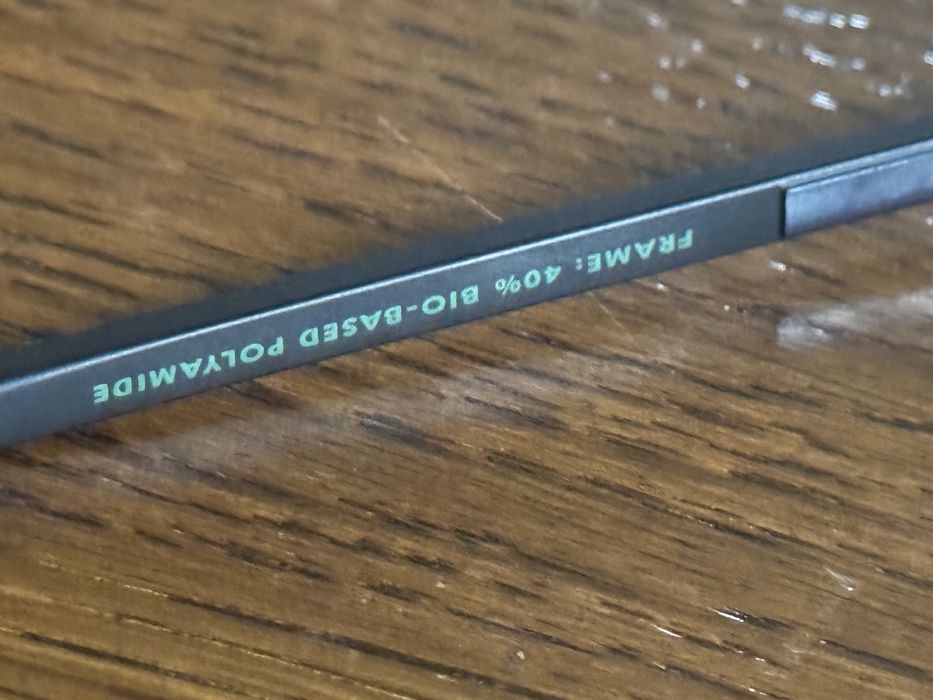 FRAME: 40% BIO-BASED POLYAMIDE